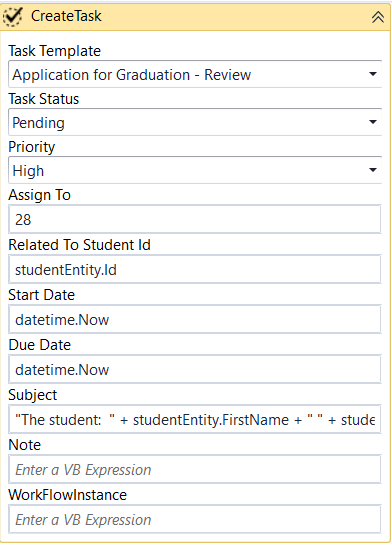 CreateTask
Task Template
Application for Graduation - Review
Task Status
Pending
Priority
High
Assign To
28
Related To Student Id
studentEntity.Id
Start Date
datetime.Now
Due Date
datetime.Now
Subject
"The student:  " + studentEntity.FirstName + " " + stude
Note
Enter a VB Expression
WorkFlowInstance
Enter a VB Expression